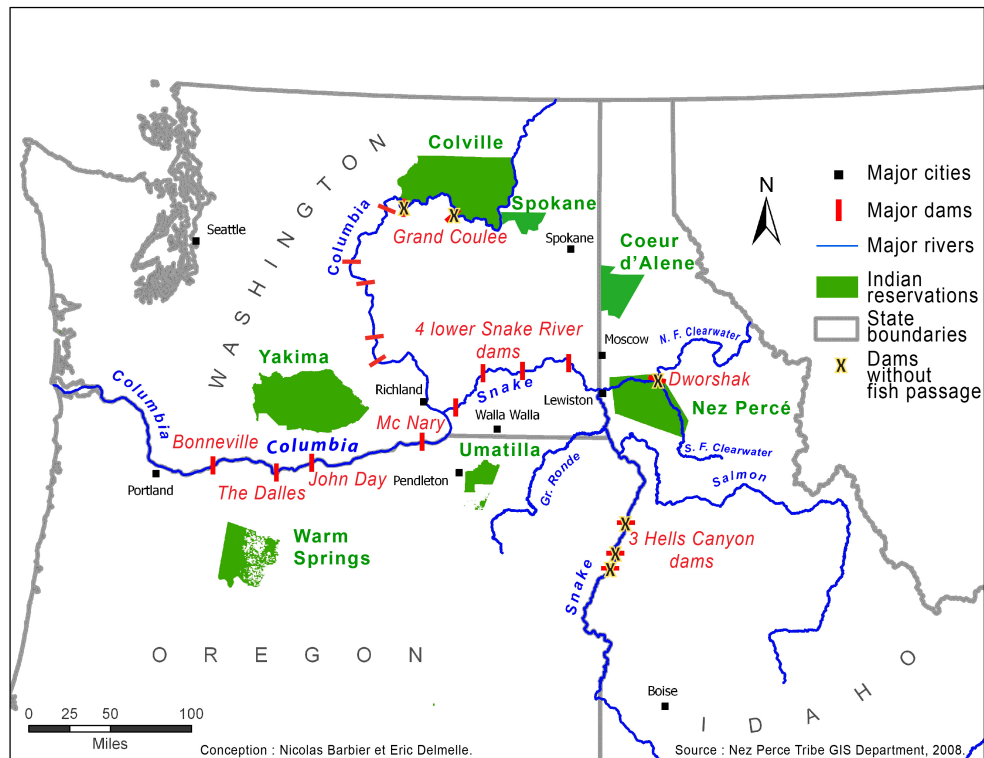 WASHINGTON
Colville
Columbia
Grand Coulee
Spokane
Spokane
Seattle
Coeur
d'Alene
N
Major cities
Major dams
Major rivers
Indian
reservations
State
boundaries
Dams
without
fish passage
X
4 lower Snake River
dams
Moscow
N. F. Clearwater
Yakima
Richland
Snake
Lewiston
Dworshak
Columbia
Walla Walla
Nez Percé
Mc Nary
Bonneville
Columbia
Umatilla
S. F. Clearwater
Portland
The Dalles
John Day
Pendleton
Gr. Ronde
Salmon
Warm
Springs
3 Hells Canyon
dams
Snake
OREGON
Boise
IDAHO
0 25 50 100
Miles
Conception : Nicolas Barbier et Eric Delmelle.
Source : Nez Perce Tribe GIS Department, 2008.